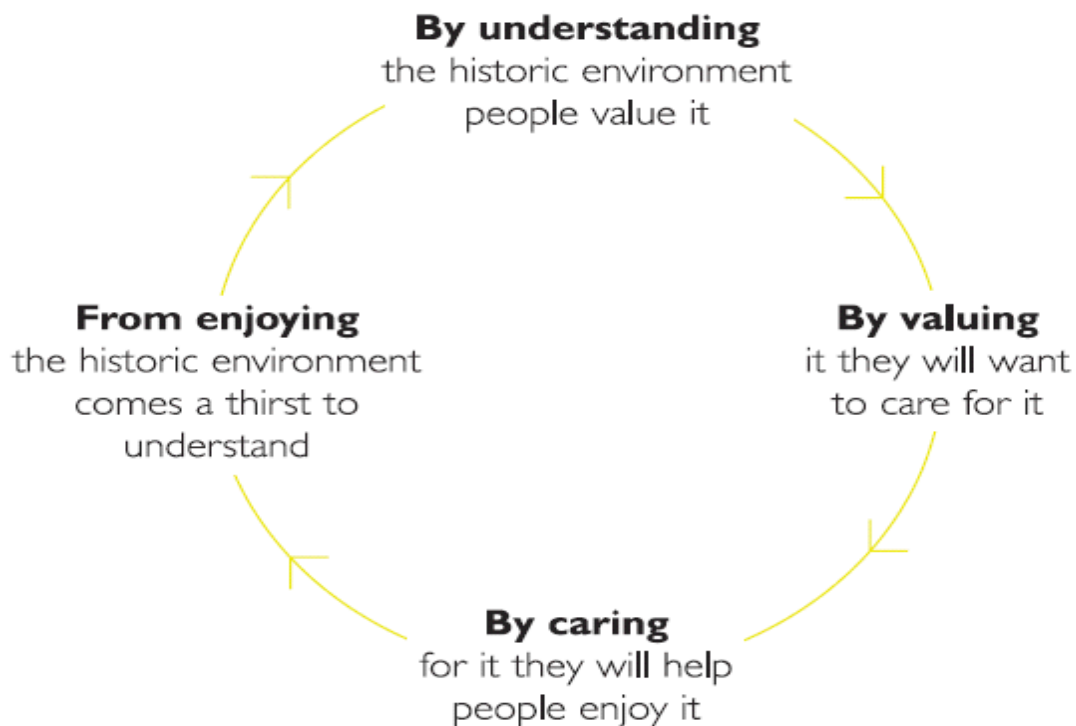 By understanding
the historic environment
people value it
By valuing
it they will want
to care for it
By caring
for it they will help
people enjoy it
From enjoying
the historic environment
comes a thirst to
understand